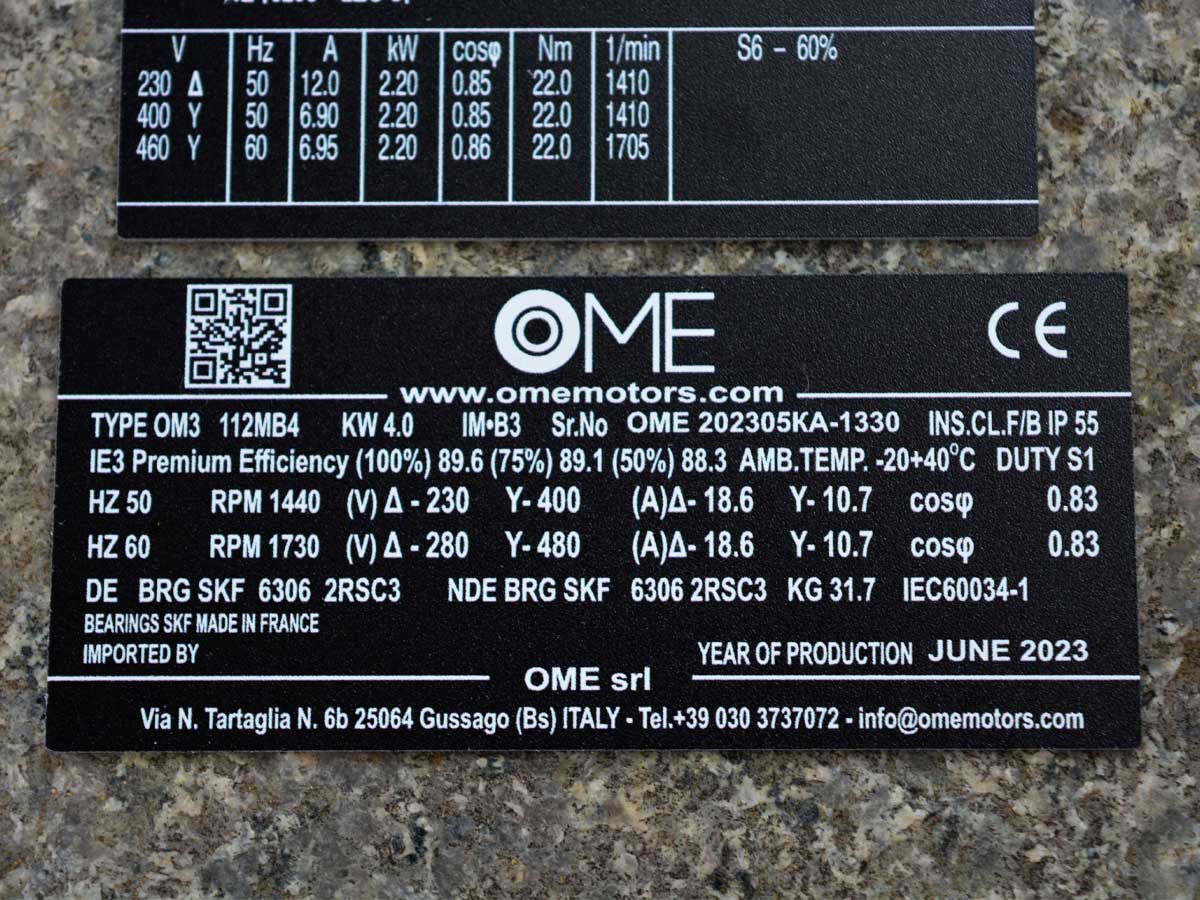 V Hz A kW cosφ Nm 1/min S6 - 60%
230 Δ 50 12.0 2.20 0.85 22.0 1410
400 Y 50 6.90 2.20 0.85 22.0 1410
460 Y 60 6.95 2.20 0.86 22.0 1705
OME CE
www.omemotors.com
TYPE OM3 112MB4 KW 4.0 IM•B3 Sr.No OME 202305KA-1330 INS.CL.F/B IP 55
IE3 Premium Efficiency (100%) 89.6 (75%) 89.1 (50%) 88.3 AMB.TEMP. -20+40°C DUTY S1
HZ 50 RPM 1440 (V) Δ - 230 Y- 400 (A)Δ- 18.6 Y- 10.7 cosφ 0.83
HZ 60 RPM 1730 (V) Δ - 280 Y- 480 (A)Δ- 18.6 Y- 10.7 cosφ 0.83
DE BRG SKF 6306 2RSC3 NDE BRG SKF 6306 2RSC3 KG 31.7 IEC60034-1
BEARINGS SKF MADE IN FRANCE
IMPORTED BY YEAR OF PRODUCTION JUNE 2023
OME srl
Via N. Tartaglia N. 6b 25064 Gussago (Bs) ITALY - Tel.+39 030 3737072 - info@omemotors.com